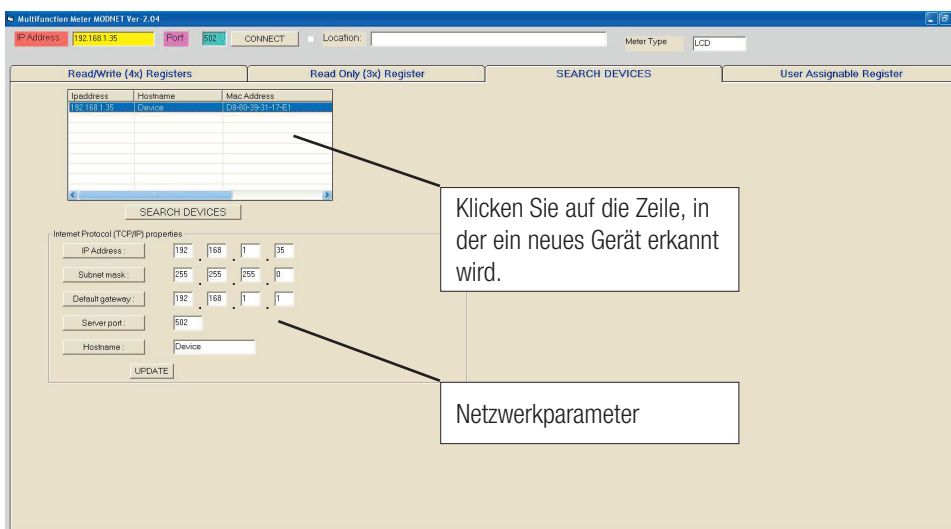 Multifunction Meter MODNET Ver-2.04
IP Address 192.168.1.35 Port 502 CONNECT Location: Meter Type LCD
Read/Write (4x) Registers Read Only (3x) Register SEARCH DEVICES User Assignable Register
Ipaddress Hostname Mac Address
192.168.1.35 Device D8-80-39-31-17-E1
SEARCH DEVICES
Klicken Sie auf die Zeile, in
der ein neues Gerät erkannt
wird.
Internet Protocol (TCP/IP) properties
IP Address : 192 . 168 . 1 . 35
Subnet mask : 255 . 255 . 255 . 0
Default gateway : 192 . 168 . 1 . 1
Server port : 502
Hostname : Device
UPDATE
Netzwerkparameter